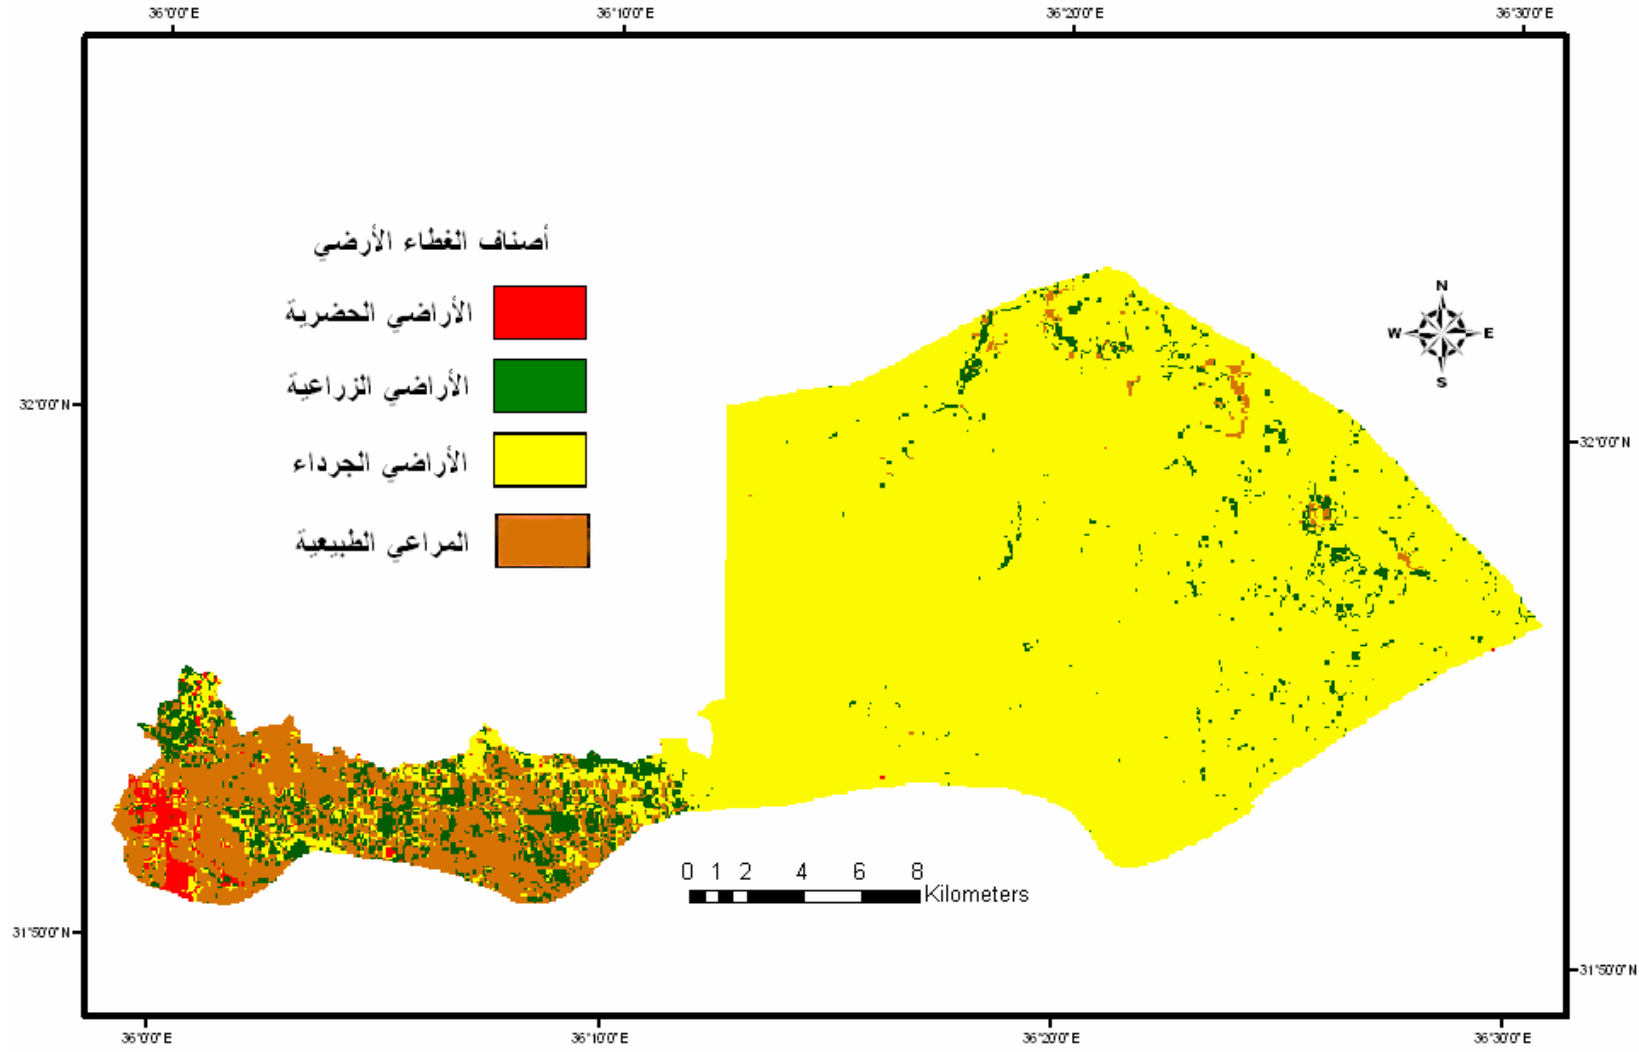 36°0'0"E 36°10'0"E 36°20'0"E 36°30'0"E
أصناف الغطاء الأرضي
الأراضي الحضرية
الأراضي الزراعية
الأراضي الجرداء
المراعي الطبيعية
N
W E
S
32°0'0"N
32°0'0"N
0 1 2 4 6 8
Kilometers
31°50'0"N
31°50'0"N
36°0'0"E 36°10'0"E 36°20'0"E 36°30'0"E